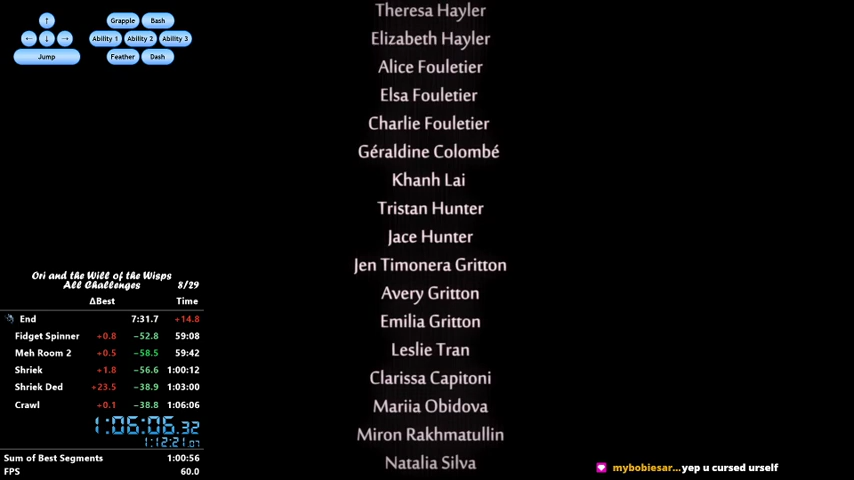 ↑
← ↓ →
Jump
Grapple Bash
Ability 1 Ability 2 Ability 3
Feather Dash
Theresa Hayler
Elizabeth Hayler
Alice Fouletier
Elsa Fouletier
Charlie Fouletier
Géraldine Colombé
Khanh Lai
Tristan Hunter
Jace Hunter
Jen Timonera Gritton
Avery Gritton
Emilia Gritton
Leslie Tran
Clarissa Capitoni
Mariia Obidova
Miron Rakhmatullin
Natalia Silva
Ori and the Will of the Wisps
All Challenges 8/29
ΔBest Time
End 7:31.7 +14.8
Fidget Spinner +0.8 −52.8 59:08
Meh Room 2 +0.5 −58.5 59:42
Shriek +1.8 −56.6 1:00:12
Shriek Ded +23.5 −38.9 1:03:00
Crawl +0.1 −38.8 1:06:06
1:06:06.32
1:12:21.07
Sum of Best Segments 1:00:56
FPS 60.0
mybobiesar...yep u cursed urself